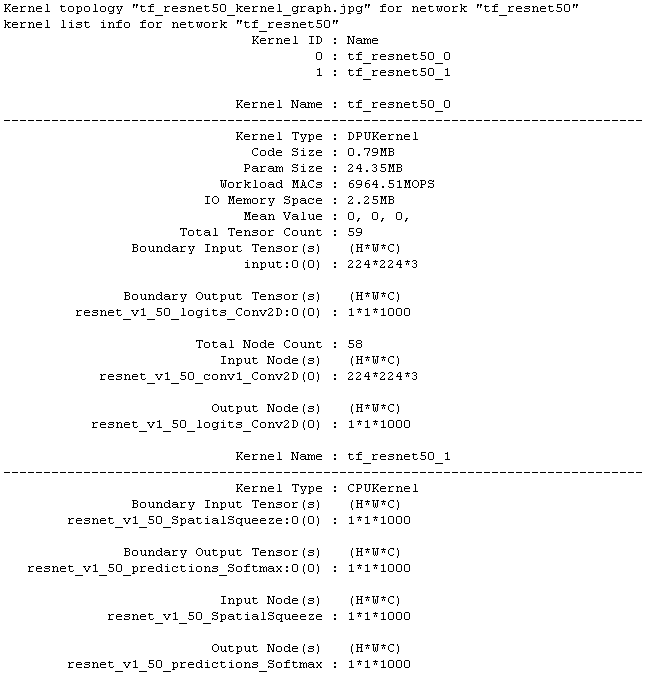 Kernel topology "tf_resnet50_kernel_graph.jpg" for network "tf_resnet50"
kernel list info for network "tf_resnet50"
Kernel ID : Name
0 : tf_resnet50_0
1 : tf_resnet50_1
Kernel Name : tf_resnet50_0
--------------------------------------------------------------------------------
Kernel Type : DPUKernel
Code Size : 0.79MB
Param Size : 24.35MB
Workload MACs : 6964.51MOPS
IO Memory Space : 2.25MB
Mean Value : 0, 0, 0,
Total Tensor Count : 59
Boundary Input Tensor(s)   (H*W*C)
input:0(0) : 224*224*3
Boundary Output Tensor(s)   (H*W*C)
resnet_v1_50_logits_Conv2D:0(0) : 1*1*1000
Total Node Count : 58
Input Node(s)   (H*W*C)
resnet_v1_50_conv1_Conv2D(0) : 224*224*3
Output Node(s)   (H*W*C)
resnet_v1_50_logits_Conv2D(0) : 1*1*1000
Kernel Name : tf_resnet50_1
--------------------------------------------------------------------------------
Kernel Type : CPUKernel
Boundary Input Tensor(s)   (H*W*C)
resnet_v1_50_SpatialSqueeze:0(0) : 1*1*1000
Boundary Output Tensor(s)   (H*W*C)
resnet_v1_50_predictions_Softmax:0(0) : 1*1*1000
Input Node(s)   (H*W*C)
resnet_v1_50_SpatialSqueeze : 1*1*1000
Output Node(s)   (H*W*C)
resnet_v1_50_predictions_Softmax : 1*1*1000